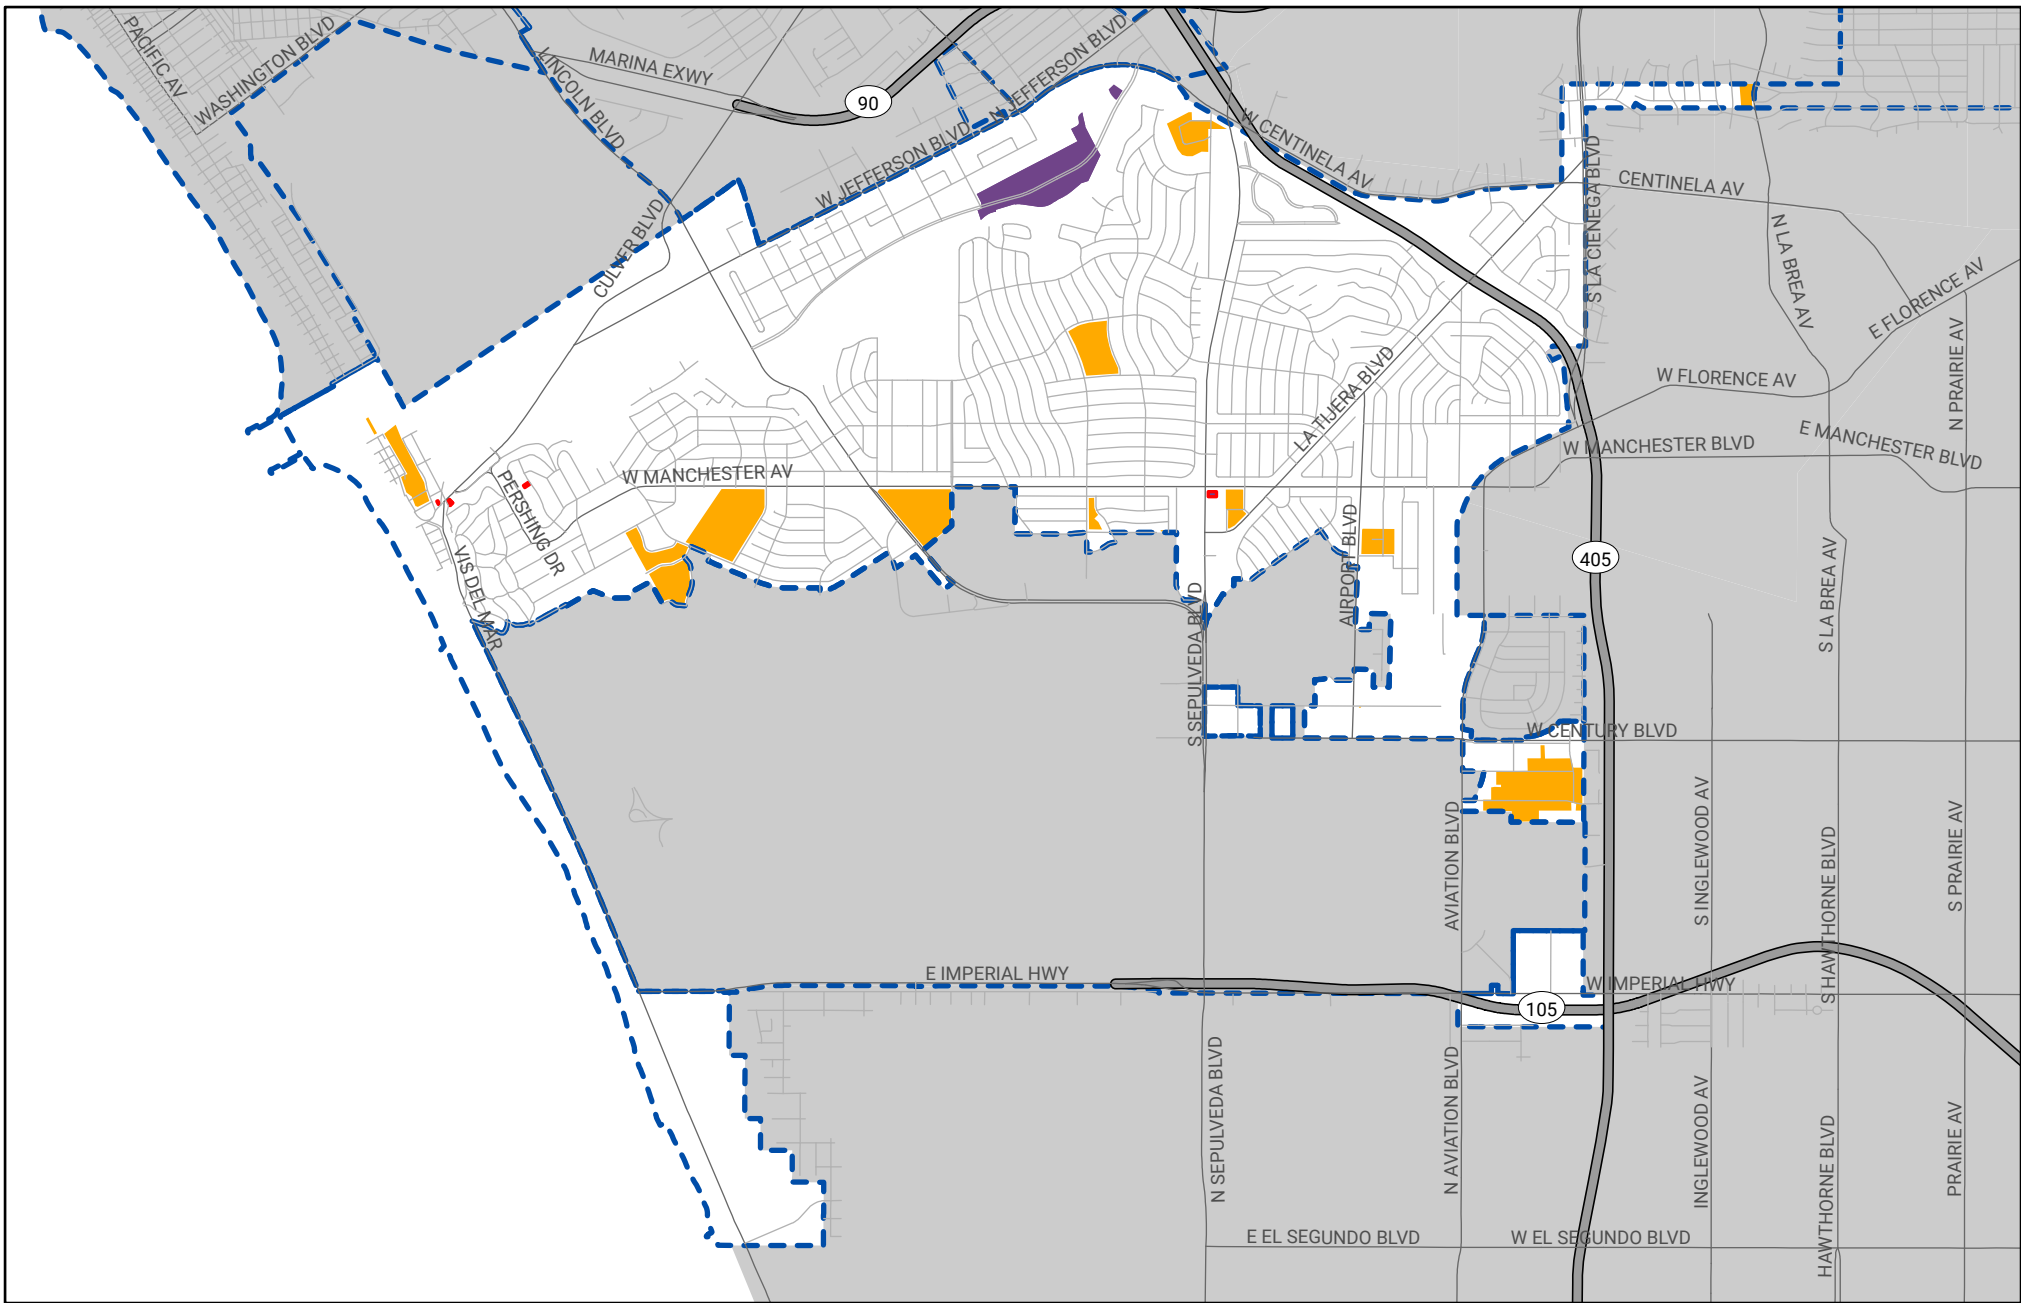 PACIFIC AV
WASHINGTON BLVD
LINCOLN BLVD
MARINA EXWY
90
N JEFFERSON BLVD
W JEFFERSON BLVD
W CENTINELA AV
CENTINELA AV
S LA CIENEGA BLVD
N LA BREA AV
E FLORENCE AV
CULVER BLVD
LA TIJERA BLVD
W FLORENCE AV
N PRAIRIE AV
W MANCHESTER BLVD
E MANCHESTER BLVD
W MANCHESTER AV
PERSHING DR
VIS DEL MAR
AIRPORT BLVD
405
S LA BREA AV
S SEPULVEDA BLVD
W CENTURY BLVD
AVIATION BLVD
S INGLEWOOD AV
S HAWTHORNE BLVD
S PRAIRIE AV
E IMPERIAL HWY
W IMPERIAL HWY
105
N SEPULVEDA BLVD
N AVIATION BLVD
INGLEWOOD AV
HAWTHORNE BLVD
PRAIRIE AV
E EL SEGUNDO BLVD
W EL SEGUNDO BLVD